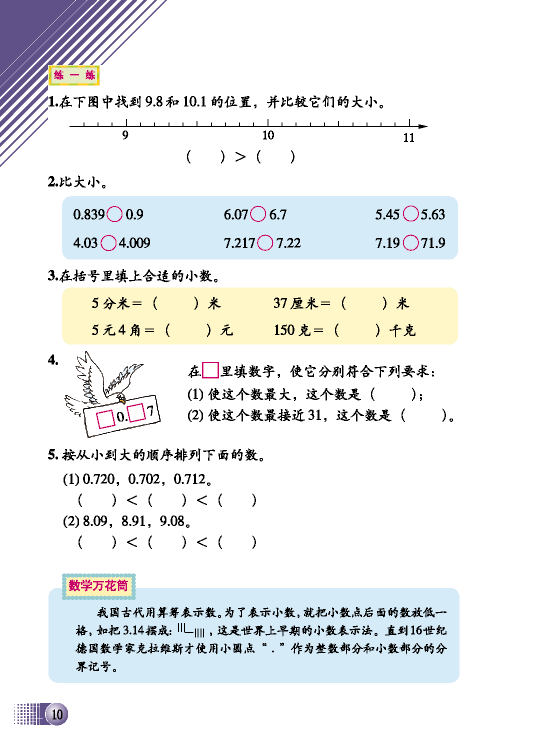 练一练
1.在下图中找到9.8和10.1的位置，并比较它们的大小。
9 10 11
（ ）＞（ ）
2.比大小。
0.839○0.9 6.07○6.7 5.45○5.63
4.03○4.009 7.217○7.22 7.19○71.9
3.在括号里填上合适的小数。
5分米＝（ ）米 37厘米＝（ ）米
5元4角＝（ ）元 150克＝（ ）千克
4.
□0.□7
在□里填数字，使它分别符合下列要求：
(1) 使这个数最大，这个数是（ ）；
(2) 使这个数最接近31，这个数是（ ）。
5.按从小到大的顺序排列下面的数。
(1) 0.720，0.702，0.712。
（ ）＜（ ）＜（ ）
(2) 8.09，8.91，9.08。
（ ）＜（ ）＜（ ）
数学万花筒
我国古代用算筹表示数。为了表示小数，就把小数点后面的数放低一
格，如把3.14摆成：|||—||||，这是世界上早期的小数表示法。直到16世纪
德国数学家克拉维斯才使用小圆点“.”作为整数部分和小数部分的分
界记号。
10